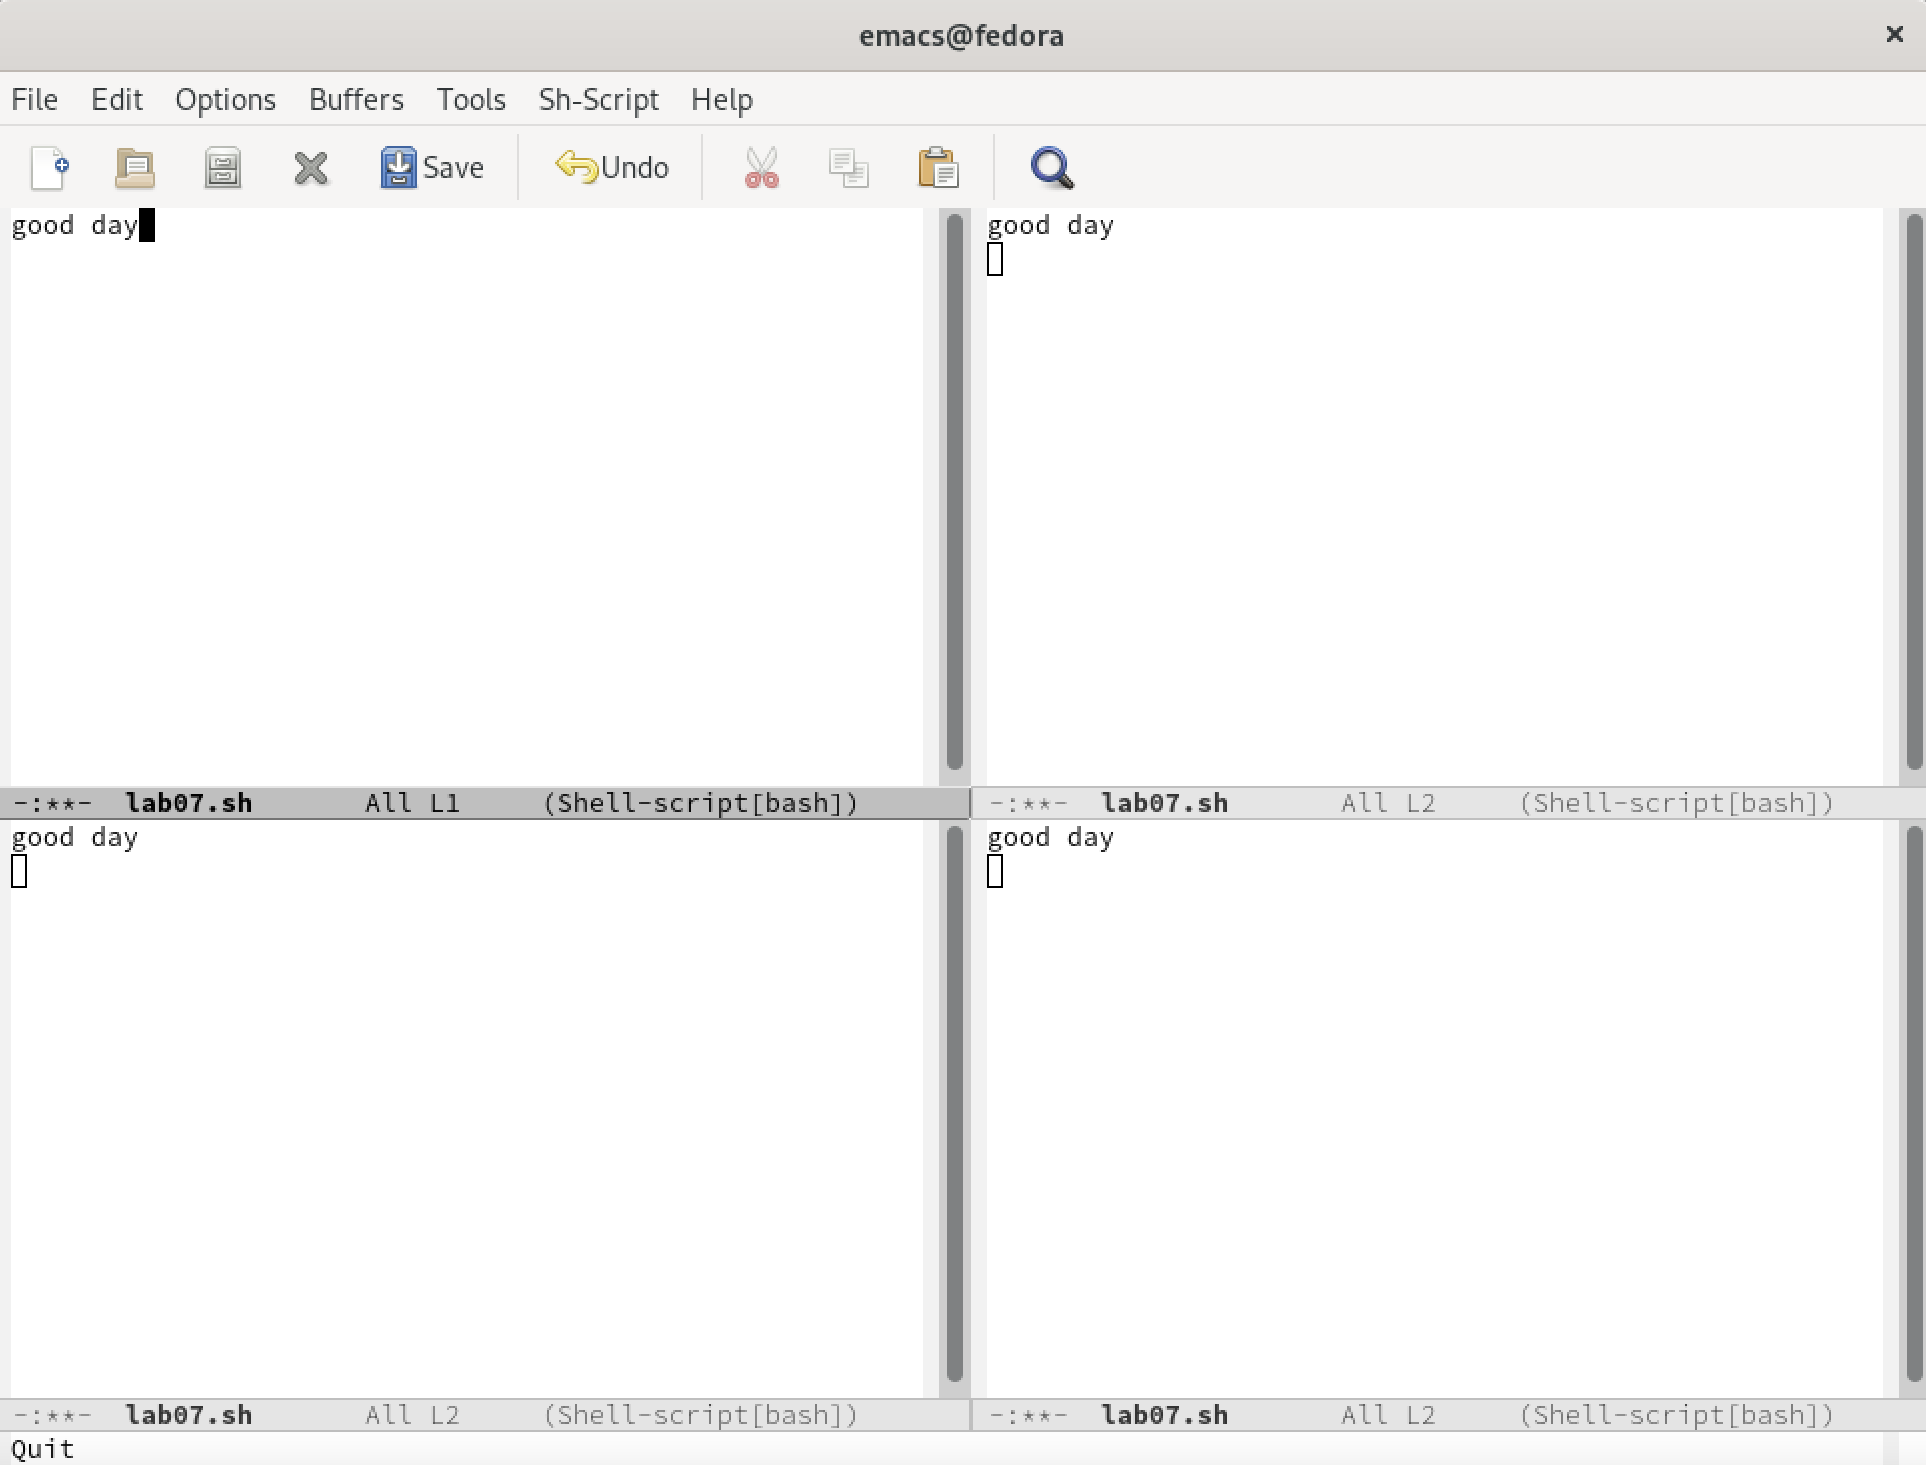 emacs@fedora
File Edit Options Buffers Tools Sh-Script Help
Save Undo
good day
good day
-:**- lab07.sh All L1 (Shell-script[bash])
-:**- lab07.sh All L2 (Shell-script[bash])
good day
good day
-:**- lab07.sh All L2 (Shell-script[bash])
-:**- lab07.sh All L2 (Shell-script[bash])
Quit